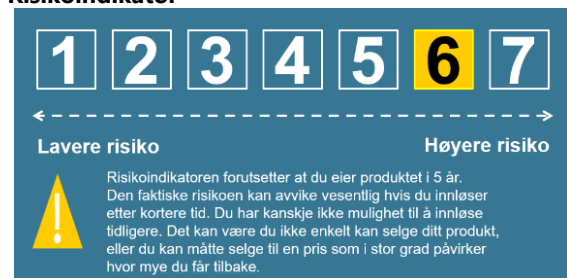 Risikoindikator
1 2 3 4 5 6 7
Lavere risiko Høyere risiko
Risikoindikatoren forutsetter at du eier produktet i 5 år.
Den faktiske risikoen kan avvike vesentlig hvis du innløser
etter kortere tid. Du har kanskje ikke mulighet til å innløse
tidligere. Det kan være du ikke enkelt kan selge ditt produkt,
eller du kan måtte selge til en pris som i stor grad påvirker
hvor mye du får tilbake.